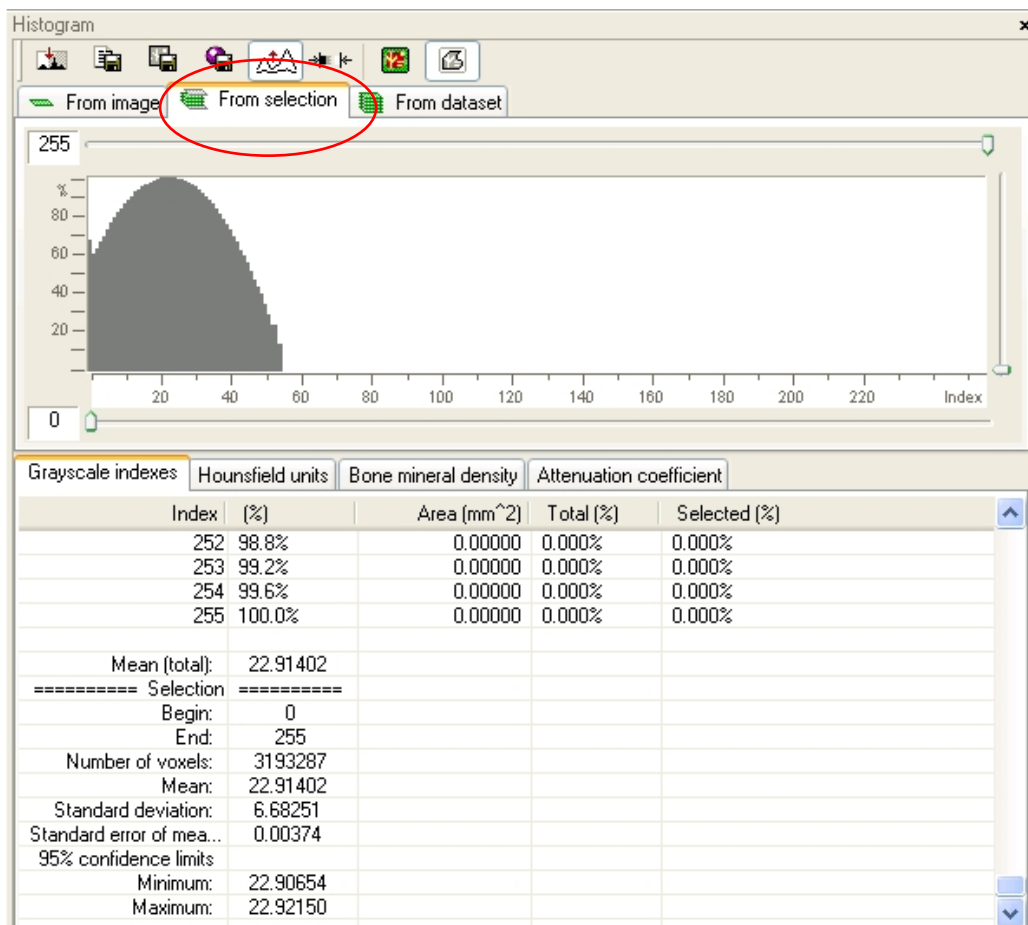 Histogram
From image From selection From dataset
255
%
80
60
40
20
20 40 60 80 100 120 140 160 180 200 220 Index
0
Grayscale indexes Hounsfield units Bone mineral density Attenuation coefficient
Index (%) Area (mm^2) Total (%) Selected (%)
252 98.8% 0.00000 0.000% 0.000%
253 99.2% 0.00000 0.000% 0.000%
254 99.6% 0.00000 0.000% 0.000%
255 100.0% 0.00000 0.000% 0.000%
Mean (total): 22.91402
========== Selection ==========
Begin: 0
End: 255
Number of voxels: 3193287
Mean: 22.91402
Standard deviation: 6.68251
Standard error of mea... 0.00374
95% confidence limits
Minimum: 22.90654
Maximum: 22.92150